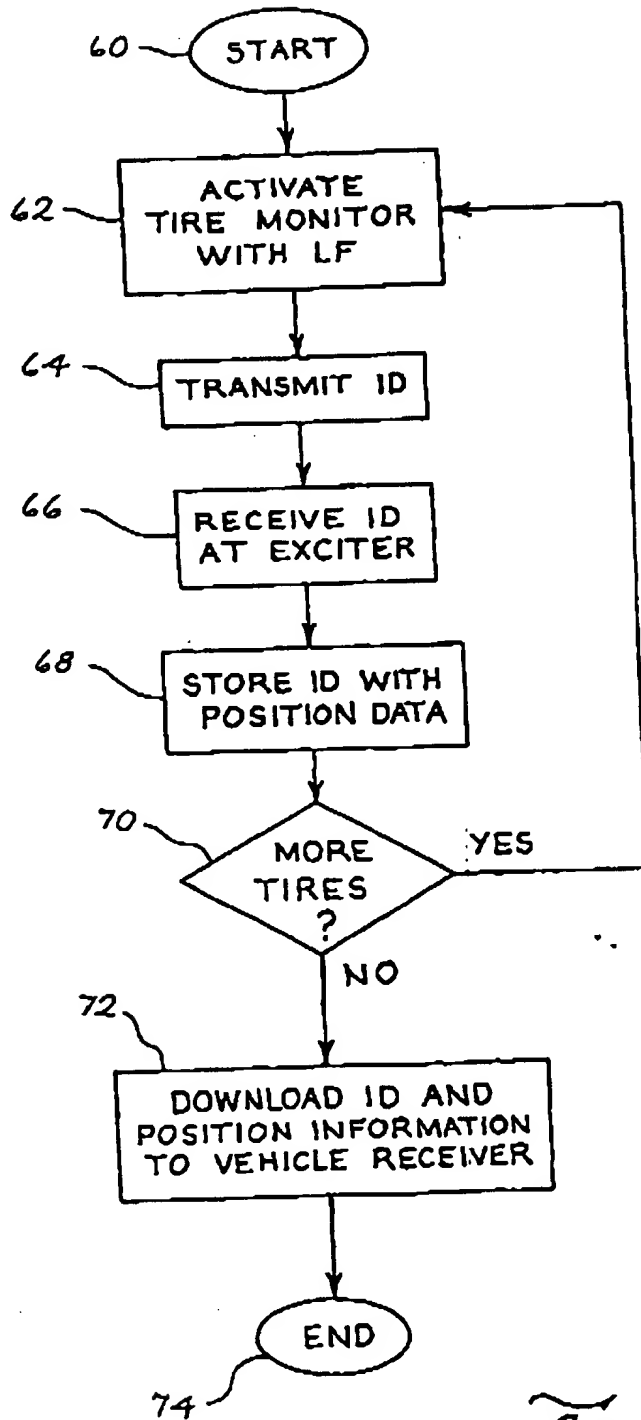 60
START
62
ACTIVATE
TIRE MONITOR
WITH LF
64
TRANSMIT ID
66
RECEIVE ID
AT EXCITER
68
STORE ID WITH
POSITION DATA
70
MORE
TIRES
?
YES
NO
72
DOWNLOAD ID AND
POSITION INFORMATION
TO VEHICLE RECEIVER
END
74